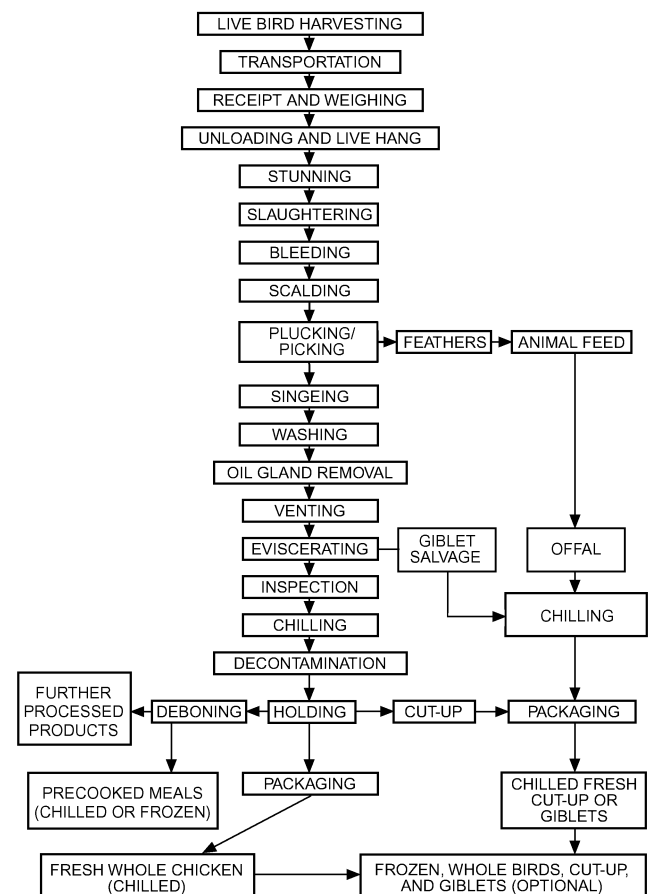 LIVE BIRD HARVESTING
TRANSPORTATION
RECEIPT AND WEIGHING
UNLOADING AND LIVE HANG
STUNNING
SLAUGHTERING
BLEEDING
SCALDING
PLUCKING/
PICKING
FEATHERS
ANIMAL FEED
SINGEING
WASHING
OIL GLAND REMOVAL
VENTING
EVISCERATING
GIBLET
SALVAGE
OFFAL
INSPECTION
CHILLING
CHILLING
DECONTAMINATION
FURTHER
PROCESSED
PRODUCTS
DEBONING
HOLDING
CUT-UP
PACKAGING
PRECOOKED MEALS
(CHILLED OR FROZEN)
PACKAGING
CHILLED FRESH
CUT-UP OR
GIBLETS
FRESH WHOLE CHICKEN
(CHILLED)
FROZEN, WHOLE BIRDS, CUT-UP,
AND GIBLETS (OPTIONAL)